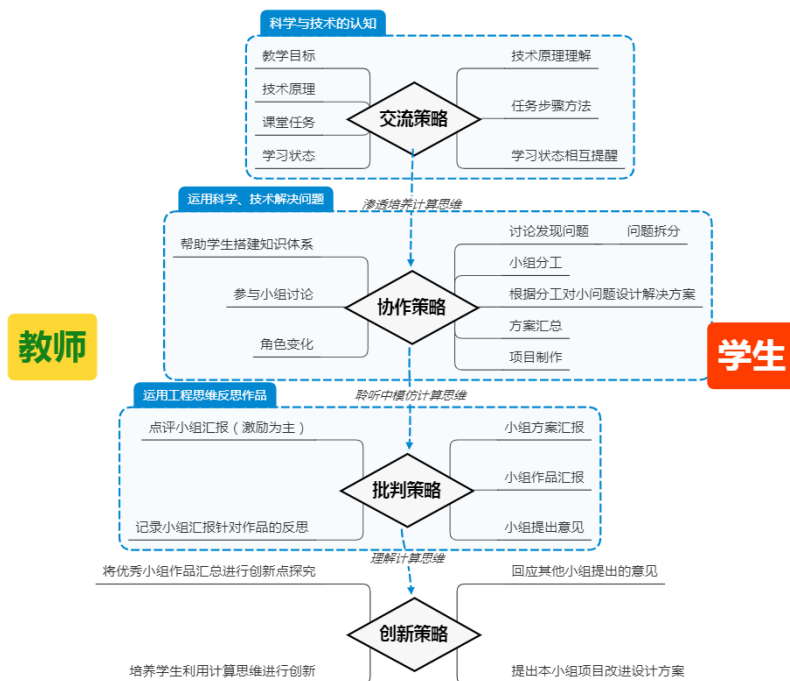 科学与技术的认知
教学目标
技术原理理解
技术原理
交流策略
任务步骤方法
课堂任务
学习状态
学习状态相互提醒
运用科学、技术解决问题
渗透培养计算思维
讨论发现问题
问题拆分
帮助学生搭建知识体系
小组分工
参与小组讨论
协作策略
根据分工对小问题设计解决方案
方案汇总
教师
角色变化
项目制作
学生
运用工程思维反思作品
聆听中模仿计算思维
点评小组汇报（激励为主）
小组方案汇报
批判策略
小组作品汇报
记录小组汇报针对作品的反思
小组提出意见
理解计算思维
将优秀小组作品汇总进行创新点探究
回应其他小组提出的意见
创新策略
培养学生利用计算思维进行创新
提出本小组项目改进设计方案